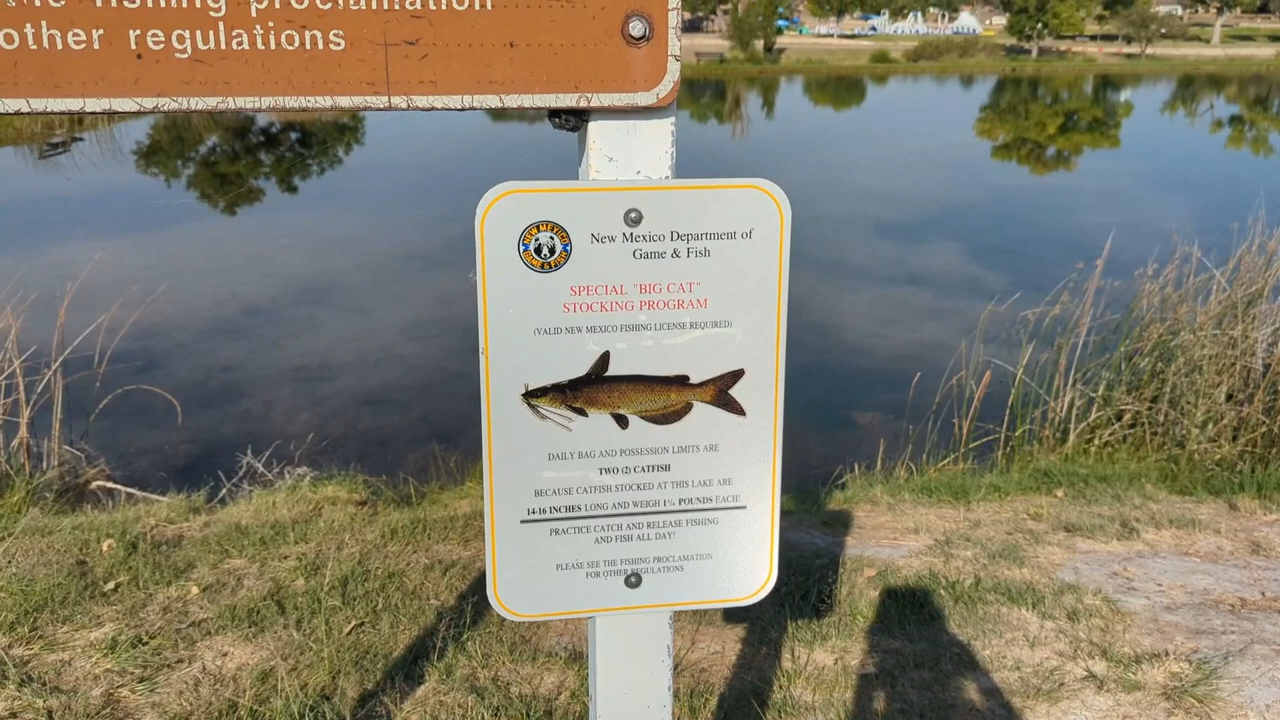 the fishing proclamation
other regulations
NEW MEXICO
GAME & FISH
New Mexico Department of
Game & Fish
SPECIAL "BIG CAT"
STOCKING PROGRAM
(VALID NEW MEXICO FISHING LICENSE REQUIRED)
DAILY BAG AND POSSESSION LIMITS ARE
TWO (2) CATFISH
BECAUSE CATFISH STOCKED AT THIS LAKE ARE
14-16 INCHES LONG AND WEIGH 1¼ POUNDS EACH!
PRACTICE CATCH AND RELEASE FISHING
AND FISH ALL DAY!
PLEASE SEE THE FISHING PROCLAMATION
FOR OTHER REGULATIONS